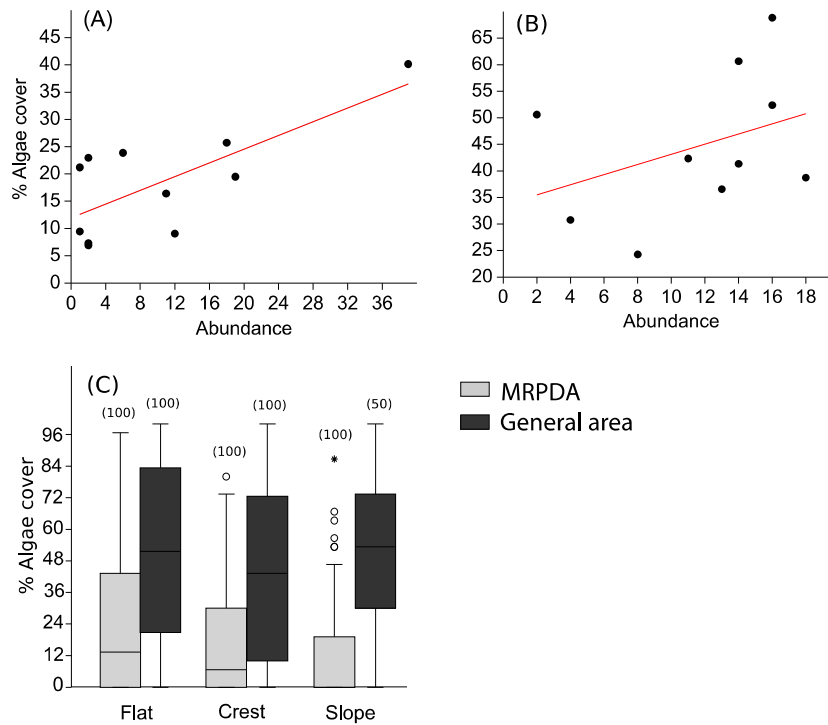 (A)
% Algae cover
45
40
35
30
25
20
15
10
5
0
0 4 8 12 16 20 24 28 32 36
Abundance
(B)
65
60
55
50
45
40
35
30
25
20
0 2 4 6 8 10 11 13 14 16 18
Abundance
(C)
% Algae cover
96
84
72
60
48
36
24
12
0
(100) (100) (100) (100) (100) (50)
Flat Crest Slope
MRPDA
General area